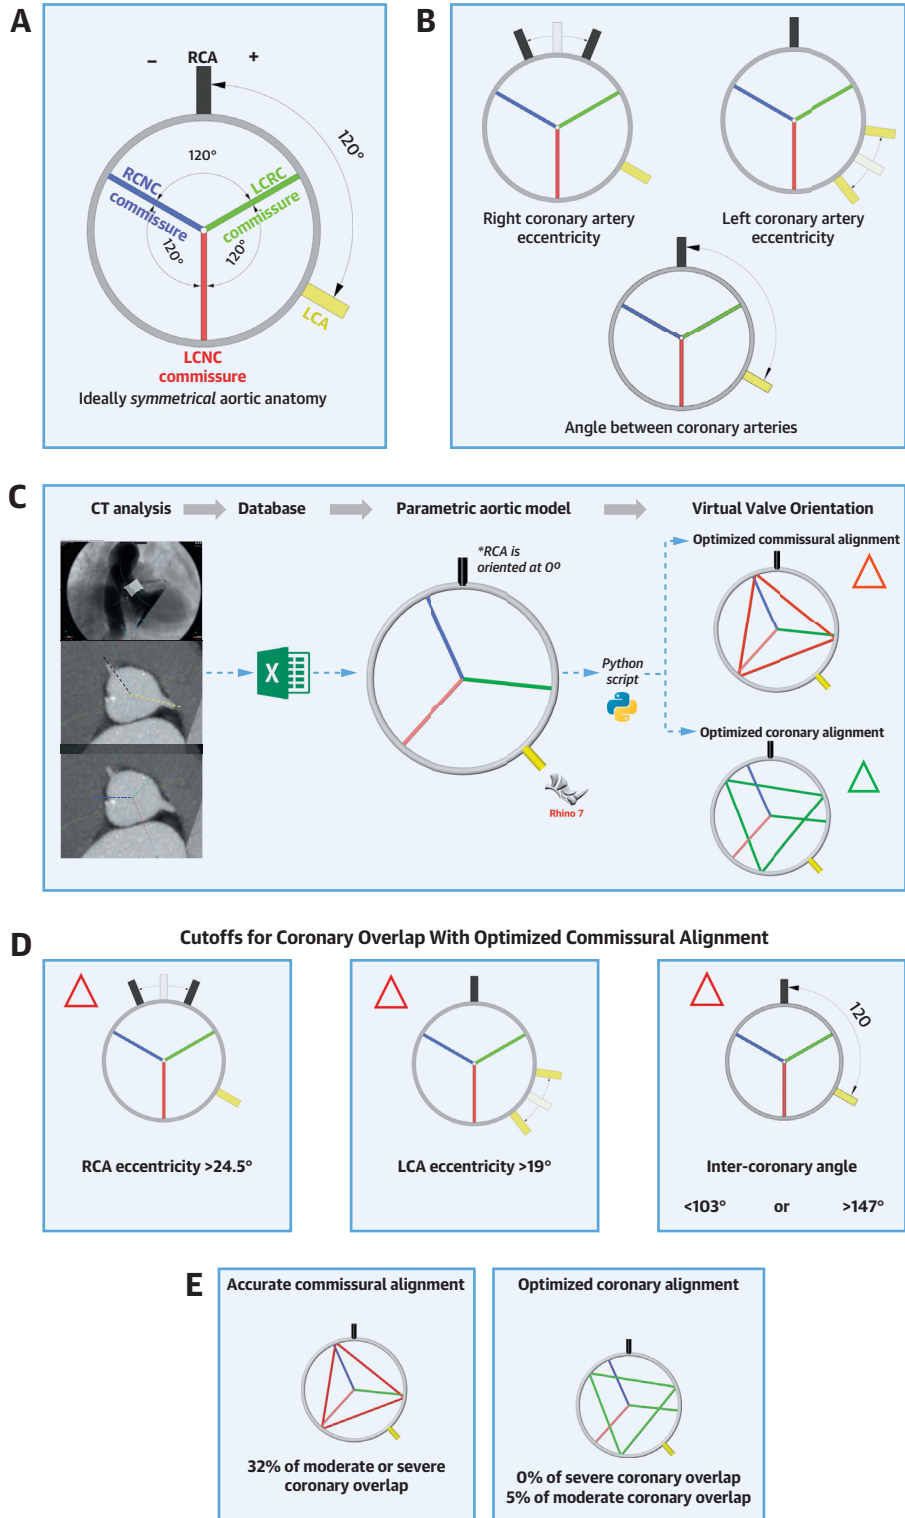 A
– RCA +
120°
120°
RCNC
commissure
LCRC
commissure
120°
120°
LCA
LCNC
commissure
Ideally symmetrical aortic anatomy
B
Right coronary artery
eccentricity
Left coronary artery
eccentricity
Angle between coronary arteries
C
CT analysis
Database
Parametric aortic model
Virtual Valve Orientation
*RCA is
oriented at 0º
X
Python
script
Rhino 7
Optimized commissural alignment
Optimized coronary alignment
D
Cutoffs for Coronary Overlap With Optimized Commissural Alignment
RCA eccentricity >24.5°
LCA eccentricity >19°
120
Inter-coronary angle
<103° or >147°
E
Accurate commissural alignment
32% of moderate or severe
coronary overlap
Optimized coronary alignment
0% of severe coronary overlap
5% of moderate coronary overlap